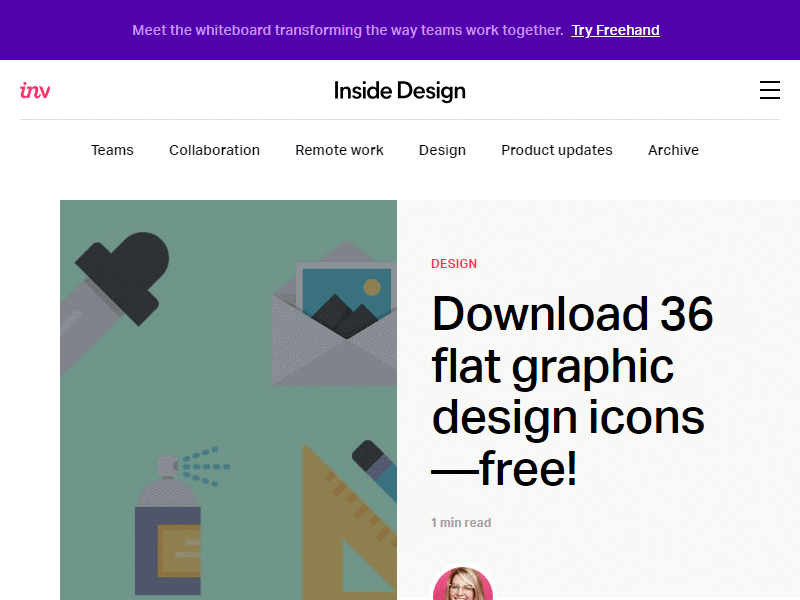 Meet the whiteboard transforming the way teams work together. Try Freehand
inv
Inside Design
Teams Collaboration Remote work Design Product updates Archive
DESIGN
Download 36
flat graphic
design icons
—free!
1 min read